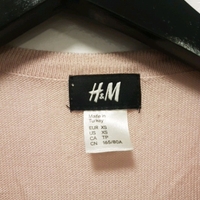 H&M
Made in
Turkey
EUR XS
US XS
CA TP
CN 165/80A